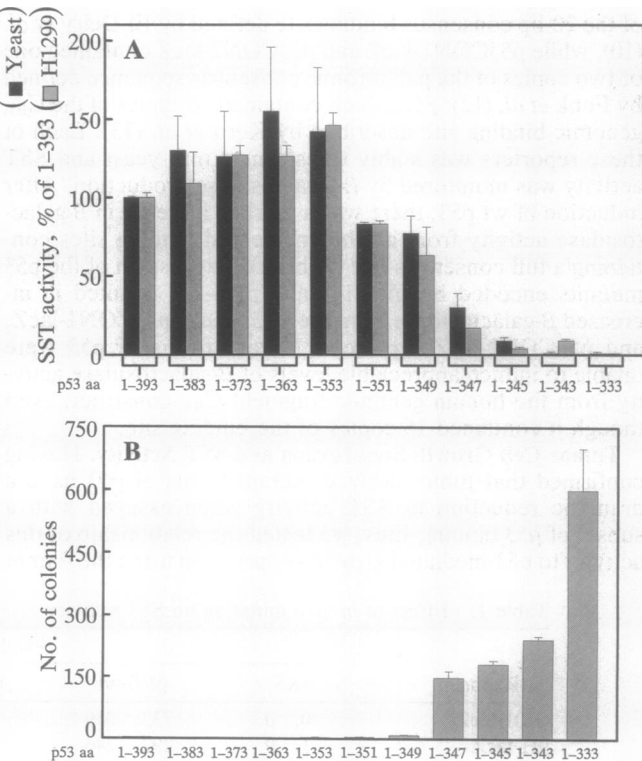 (■ Yeast
■ H1299)
SST activity, % of 1–393
A
200
150
100
50
0
p53 aa 1–393 1–383 1–373 1–363 1–353 1–351 1–349 1–347 1–345 1–343 1–333
B
No. of colonies
750
600
450
300
150
0
p53 aa 1–393 1–383 1–373 1–363 1–353 1–351 1–349 1–347 1–345 1–343 1–333